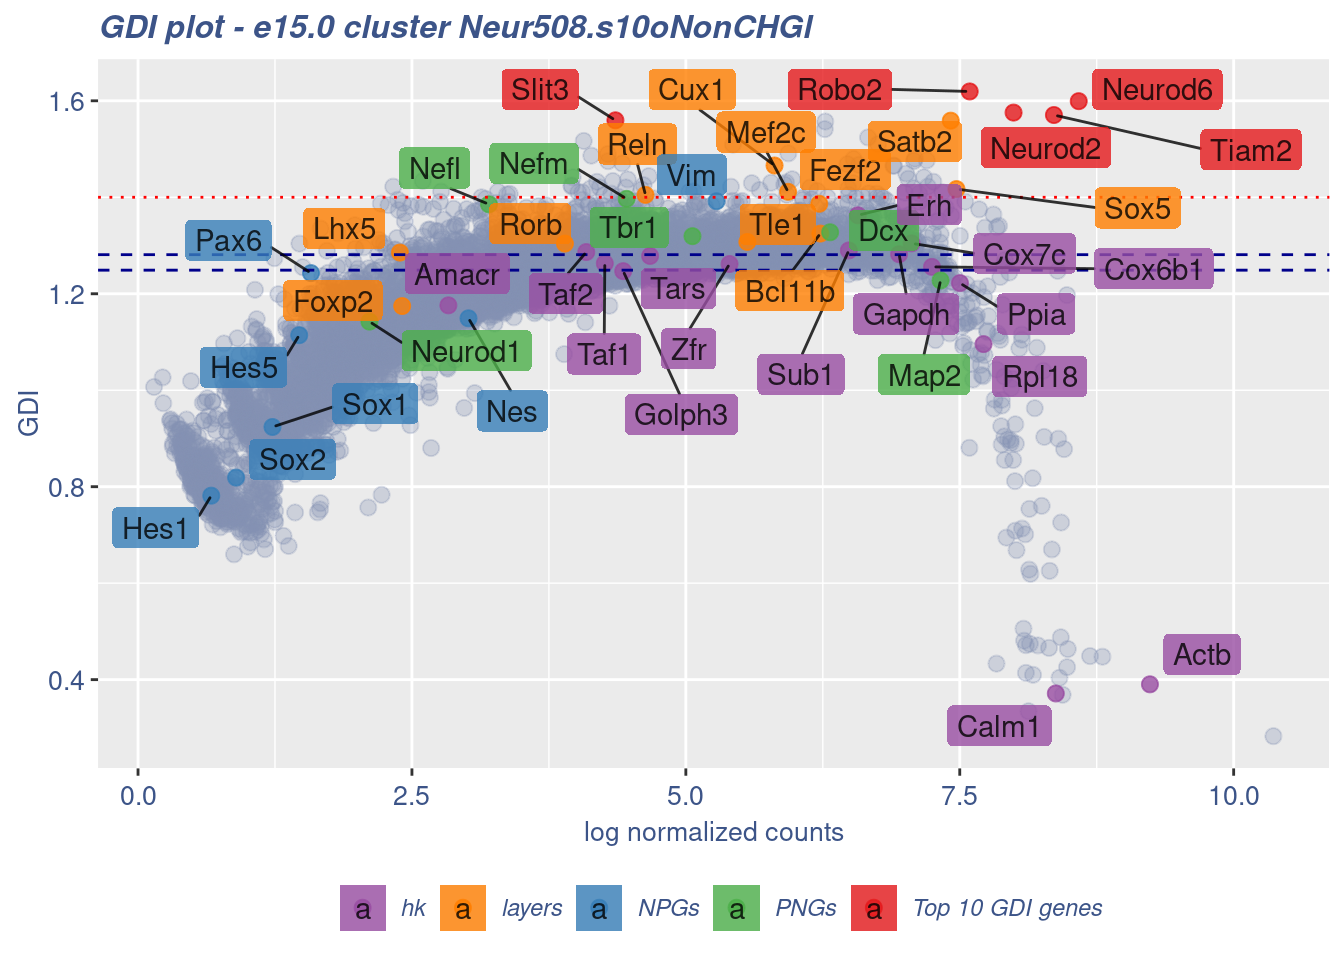 GDI plot - e15.0 cluster Neur508.s10oNonCHGI
Slit3
Cux1
Robo2
Neurod6
Reln
Mef2c
Satb2
Neurod2
Tiam2
Nefl
Nefm
Vim
Fezf2
Pax6
Lhx5
Rorb
Tbr1
Tle1
Dcx
Erh
Sox5
Cox7c
Cox6b1
Amacr
Foxp2
Taf2
Tars
Bcl11b
Gapdh
Ppia
Hes5
Neurod1
Taf1
Zfr
Sub1
Map2
Rpl18
Sox1
Nes
Golph3
Sox2
Hes1
Actb
Calm1
GDI
1.6
1.2
0.8
0.4
0.0
2.5
5.0
7.5
10.0
log normalized counts
a hk a layers a NPGs a PNGs a Top 10 GDI genes